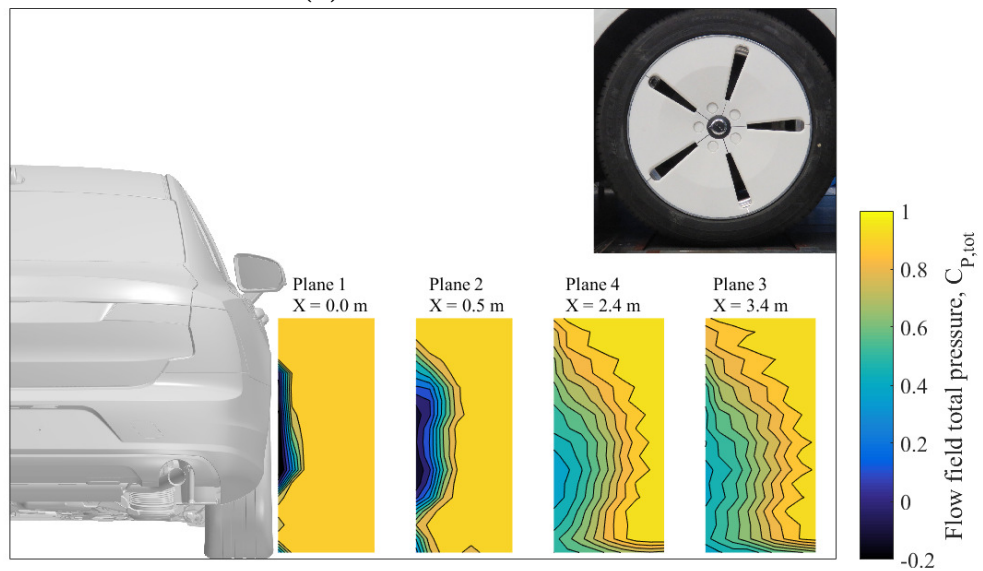 Plane 1
X = 0.0 m
Plane 2
X = 0.5 m
Plane 4
X = 2.4 m
Plane 3
X = 3.4 m
1
0.8
0.6
0.4
0.2
0
-0.2
Flow field total pressure, C_P,tot